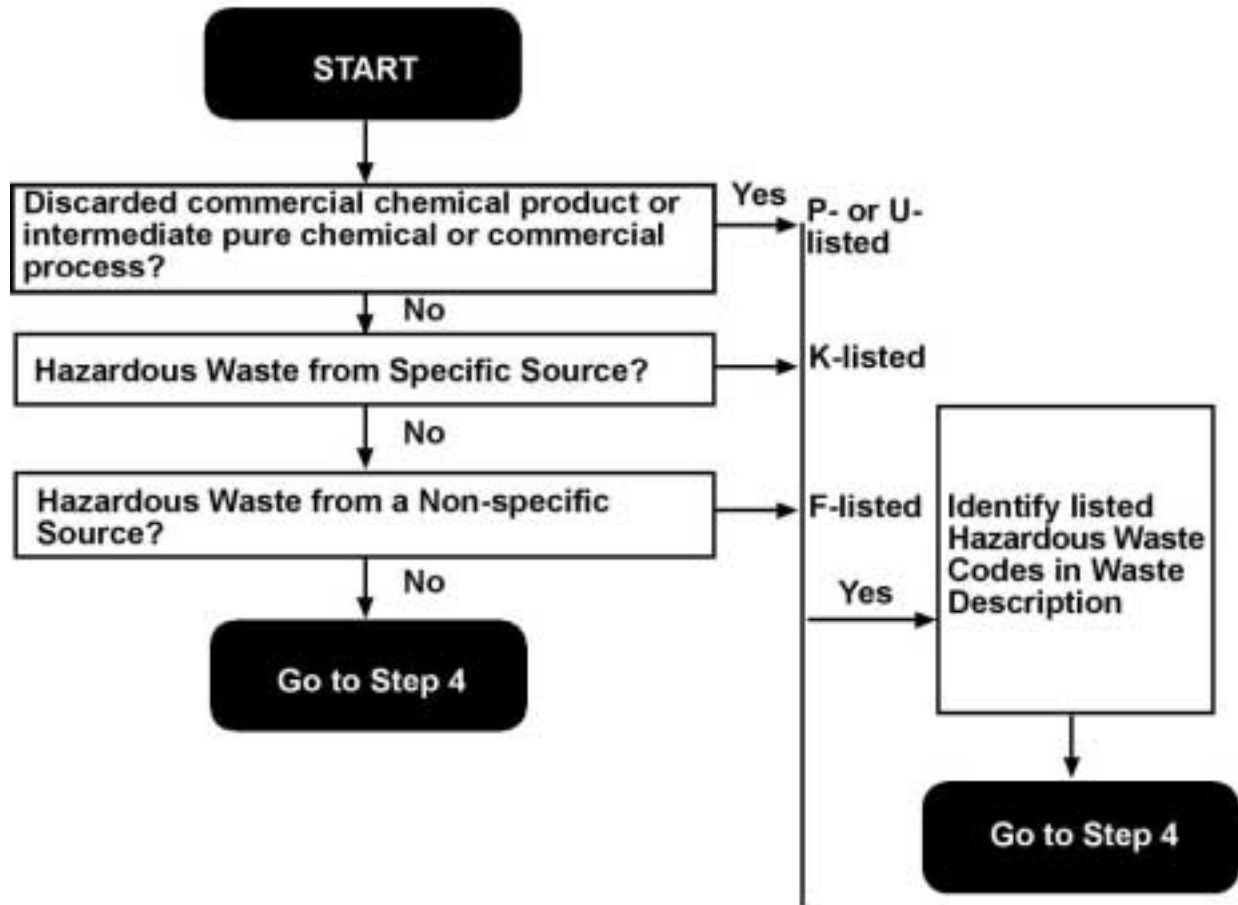 START
Discarded commercial chemical product or
intermediate pure chemical or commercial
process?
Yes
P- or U-
listed
No
Hazardous Waste from Specific Source?
K-listed
No
Hazardous Waste from a Non-specific
Source?
F-listed
No
Yes
Identify listed
Hazardous Waste
Codes in Waste
Description
Go to Step 4
Go to Step 4